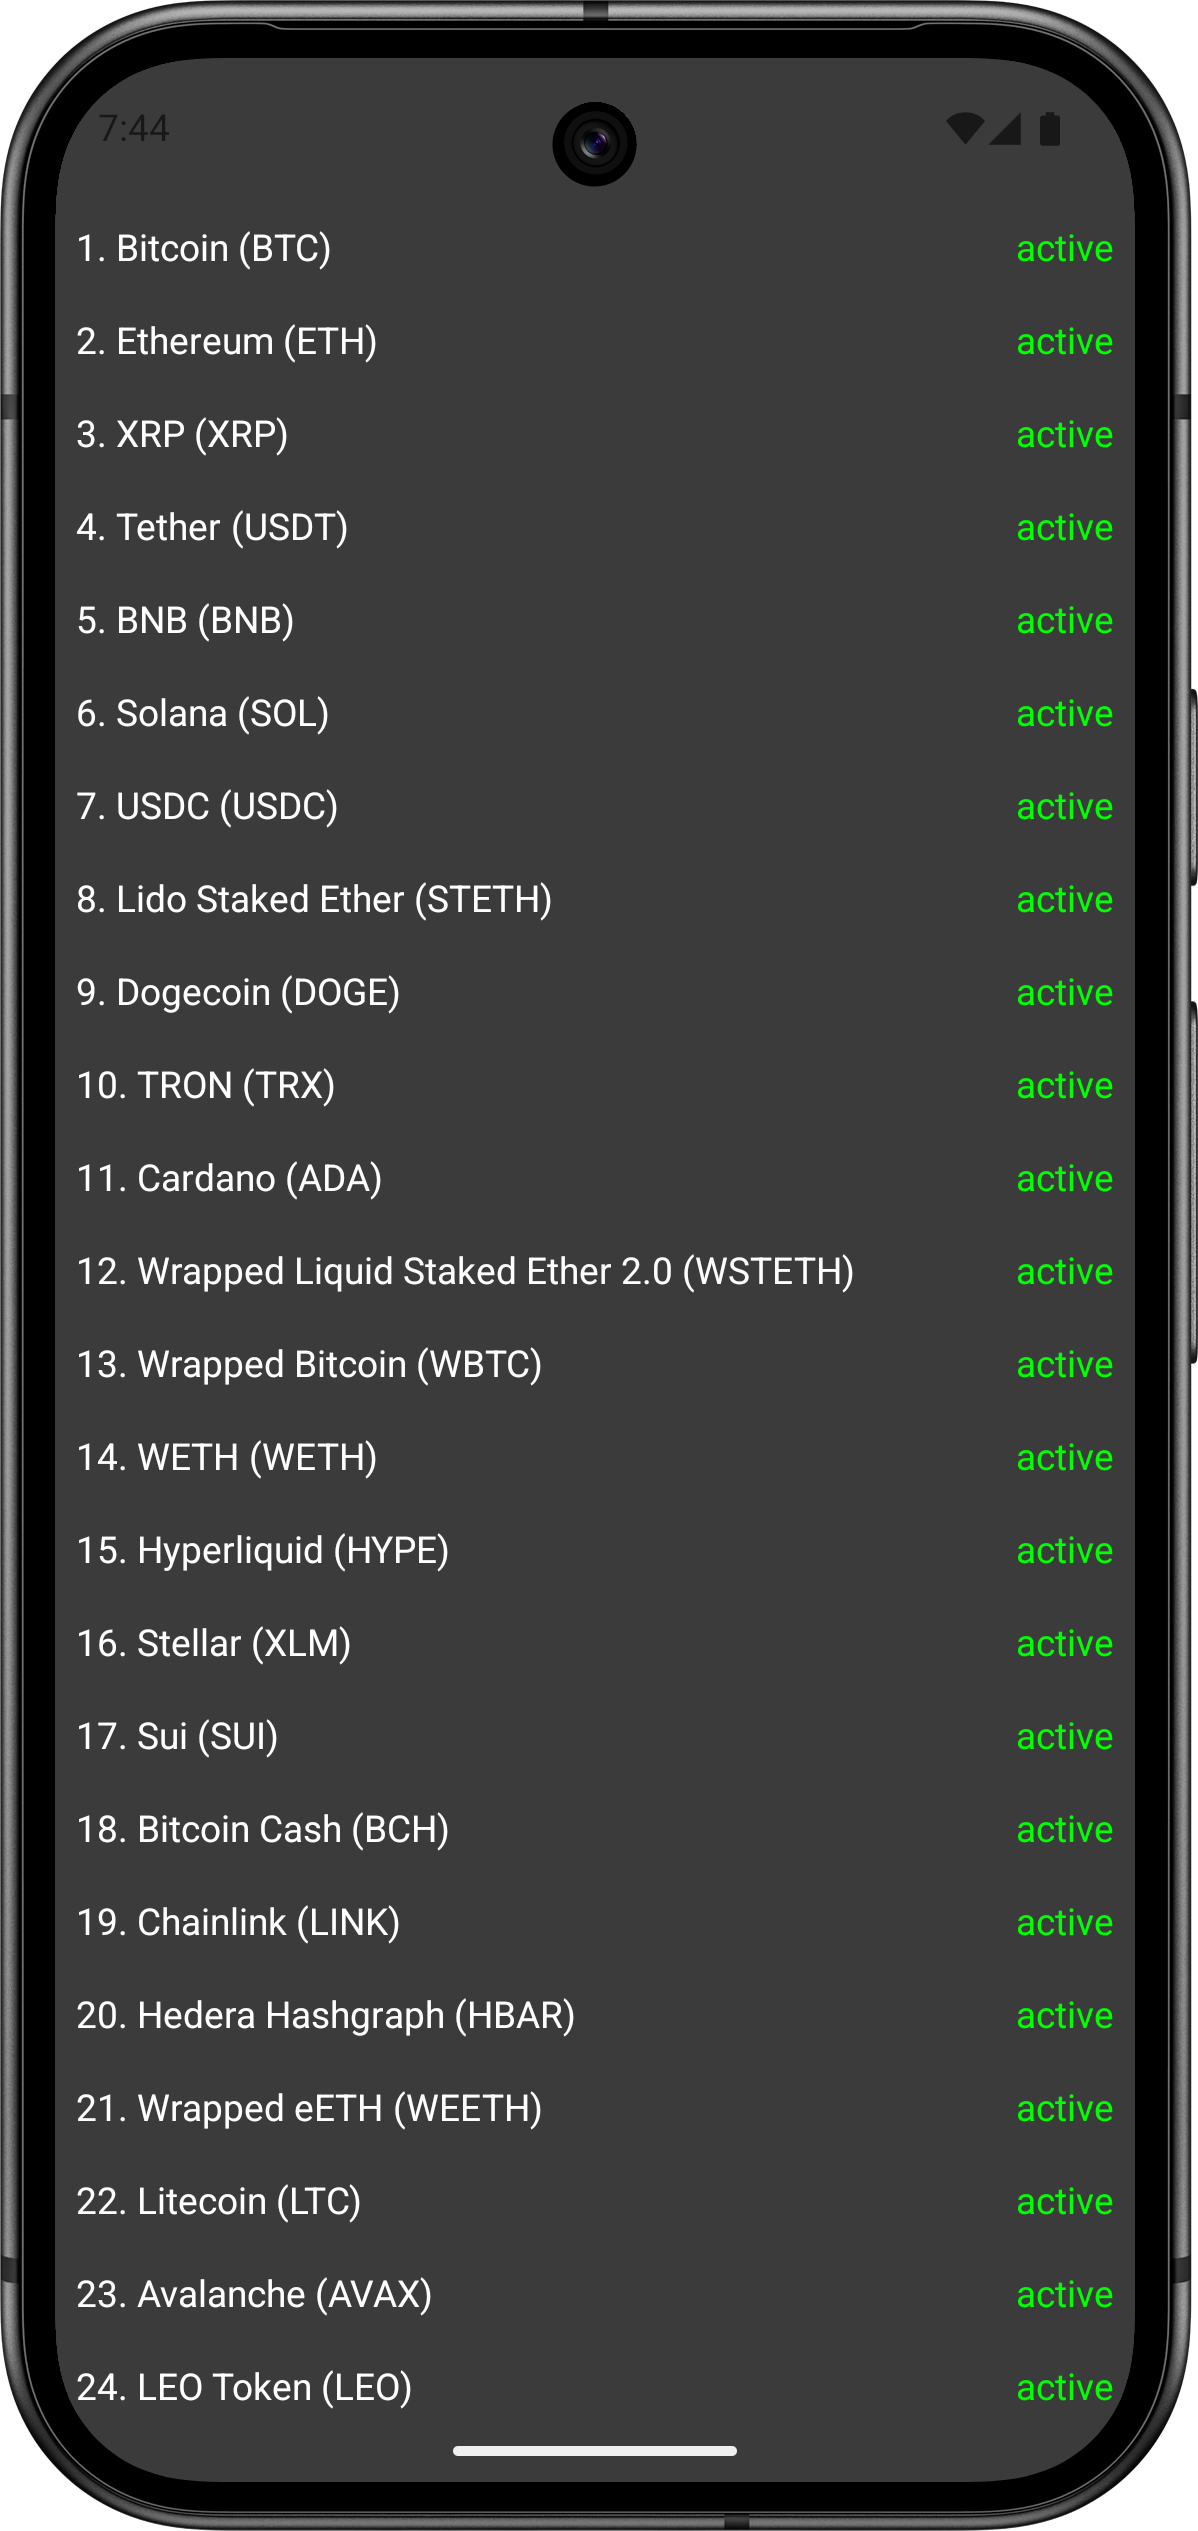 7:44
1. Bitcoin (BTC) active
2. Ethereum (ETH) active
3. XRP (XRP) active
4. Tether (USDT) active
5. BNB (BNB) active
6. Solana (SOL) active
7. USDC (USDC) active
8. Lido Staked Ether (STETH) active
9. Dogecoin (DOGE) active
10. TRON (TRX) active
11. Cardano (ADA) active
12. Wrapped Liquid Staked Ether 2.0 (WSTETH) active
13. Wrapped Bitcoin (WBTC) active
14. WETH (WETH) active
15. Hyperliquid (HYPE) active
16. Stellar (XLM) active
17. Sui (SUI) active
18. Bitcoin Cash (BCH) active
19. Chainlink (LINK) active
20. Hedera Hashgraph (HBAR) active
21. Wrapped eETH (WEETH) active
22. Litecoin (LTC) active
23. Avalanche (AVAX) active
24. LEO Token (LEO) active